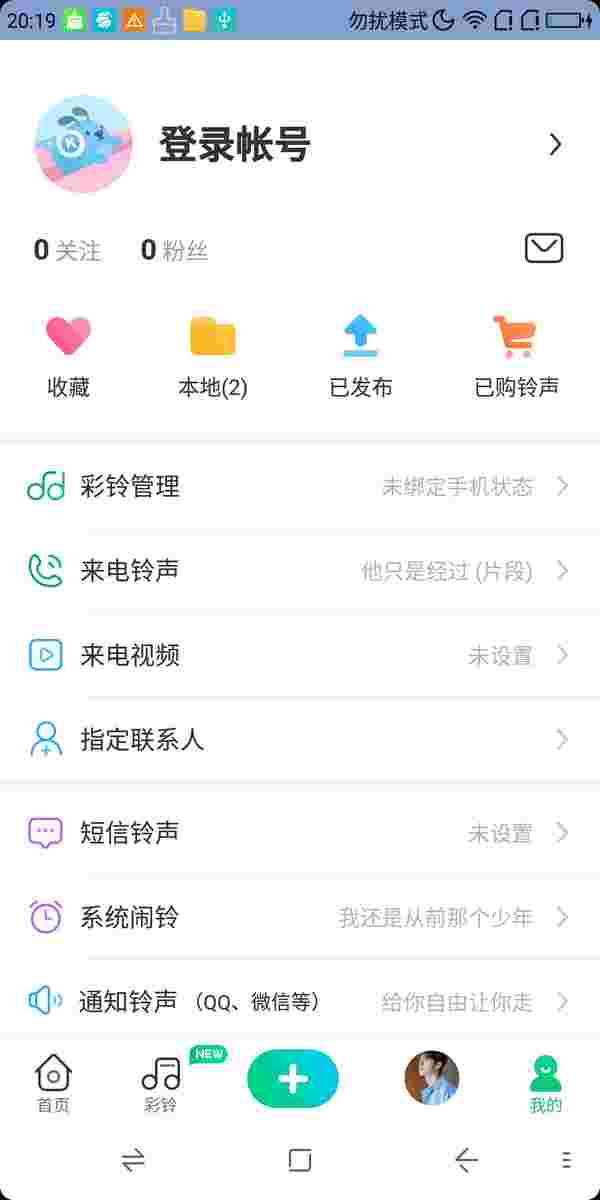 20:19 勿扰模式
登录帐号
0 关注 0 粉丝
收藏 本地(2) 已发布 已购铃声
彩铃管理 未绑定手机状态
来电铃声 他只是经过 (片段)
来电视频 未设置
指定联系人
短信铃声 未设置
系统闹铃 我还是从前那个少年
通知铃声 (QQ、微信等) 给你自由让你走
NEW
首页 彩铃 我的